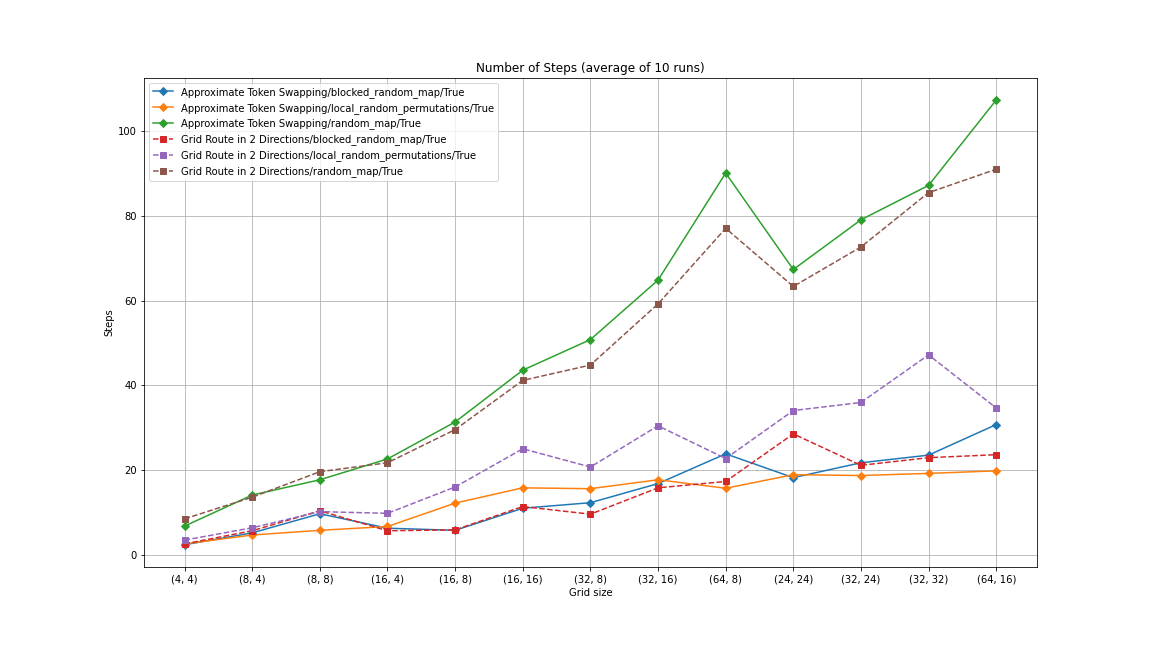 Number of Steps (average of 10 runs)
Approximate Token Swapping/blocked_random_map/True
Approximate Token Swapping/local_random_permutations/True
Approximate Token Swapping/random_map/True
Grid Route in 2 Directions/blocked_random_map/True
Grid Route in 2 Directions/local_random_permutations/True
Grid Route in 2 Directions/random_map/True
100
80
60
40
20
0
Steps
(4, 4) (8, 4) (8, 8) (16, 4) (16, 8) (16, 16) (32, 8) (32, 16) (64, 8) (24, 24) (32, 24) (32, 32) (64, 16)
Grid size